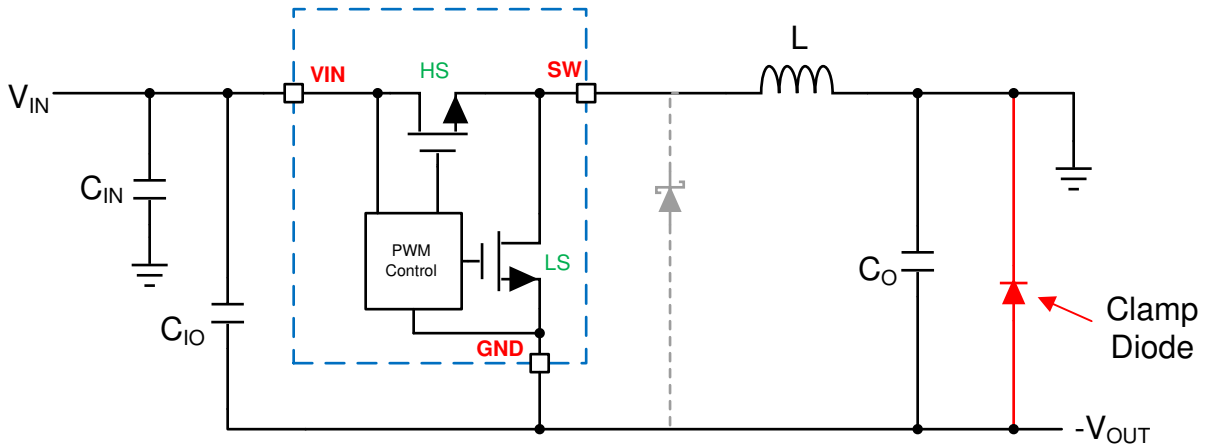 L
VIN
HS
SW
VIN
CIN
PWM
Control
LS
CO
CIO
Clamp
Diode
GND
-VOUT